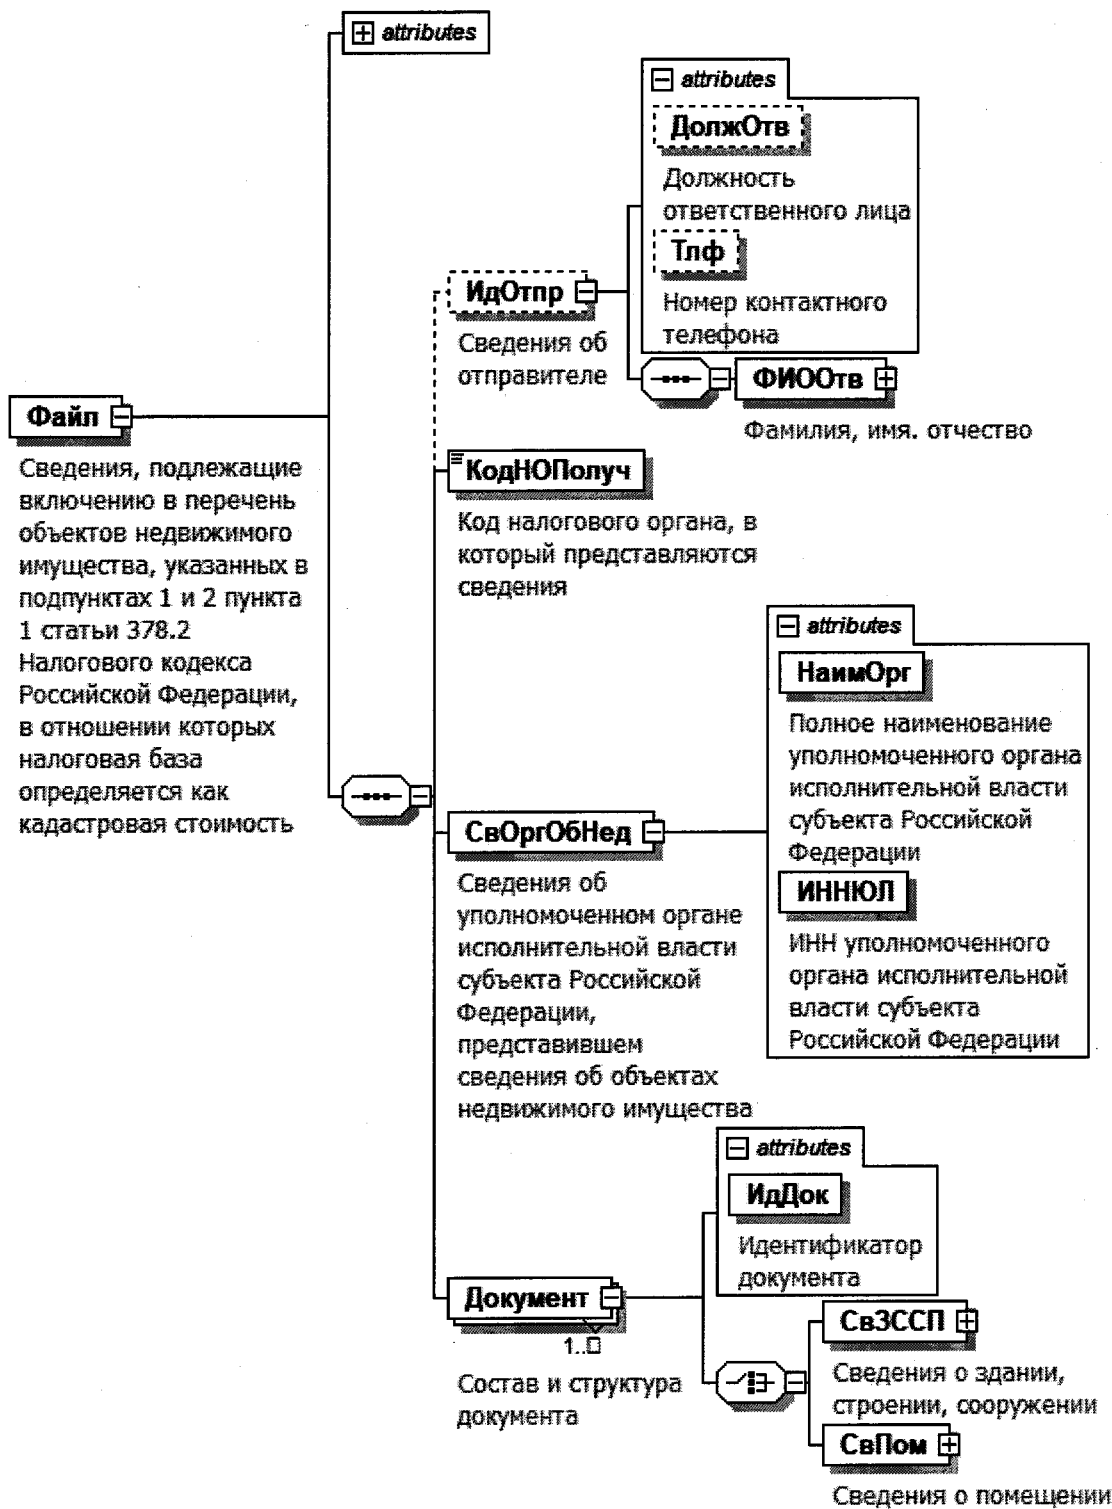 attributes
attributes
ДолжОтв
Должность
ответственного лица
Тлф
Номер контактного
телефона
ИдОтпр
Сведения об
отправителе
ФИООтв
Фамилия, имя. отчество
Файл
Сведения, подлежащие
включению в перечень
объектов недвижимого
имущества, указанных в
подпунктах 1 и 2 пункта
1 статьи 378.2
Налогового кодекса
Российской Федерации,
в отношении которых
налоговая база
определяется как
кадастровая стоимость
КодНОПолуч
Код налогового органа, в
который представляются
сведения
attributes
НаимОрг
Полное наименование
уполномоченного органа
исполнительной власти
субъекта Российской
Федерации
ИННЮЛ
ИНН уполномоченного
органа исполнительной
власти субъекта
Российской Федерации
СвОргОбНед
Сведения об
уполномоченном органе
исполнительной власти
субъекта Российской
Федерации,
представившем
сведения об объектах
недвижимого имущества
attributes
ИдДок
Идентификатор
документа
Документ
1..□
Состав и структура
документа
СвЗССП
Сведения о здании,
строении, сооружении
СвПом
Сведения о помещении